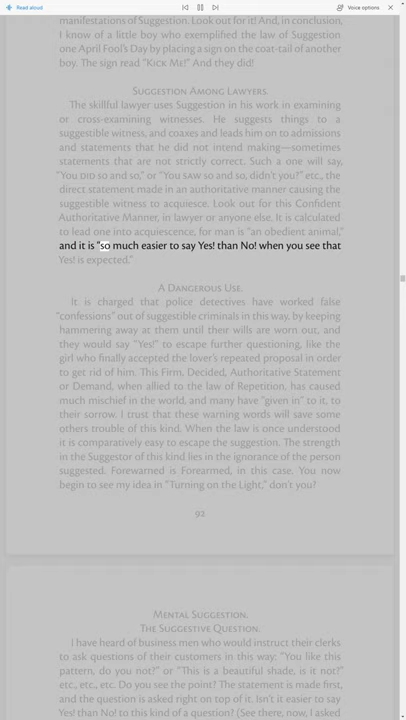 Read aloud
Voice options
manifestations of Suggestion. Look out for it! And, in conclusion,
I know of a little boy who exemplified the law of Suggestion
one April Fool's Day by placing a sign on the coat-tail of another
boy. The sign read "Kick Me!" And they did!
Suggestion Among Lawyers.
The skillful lawyer uses Suggestion in his work in examining
or cross-examining witnesses. He suggests things to a
suggestible witness, and coaxes and leads him on to admissions
and statements that he did not intend making—sometimes
statements that are not strictly correct. Such a one will say,
"You did so and so," or "You saw so and so, didn't you?" etc., the
direct statement made in an authoritative manner causing the
suggestible witness to acquiesce. Look out for this Confident
Authoritative Manner, in lawyer or anyone else. It is calculated
to lead one into acquiescence, for man is "an obedient animal,"
and it is "so much easier to say Yes! than No! when you see that
Yes! is expected."
A Dangerous Use.
It is charged that police detectives have worked false
"confessions" out of suggestible criminals in this way, by keeping
hammering away at them until their wills are worn out, and
they would say "Yes!" to escape further questioning, like the
girl who finally accepted the lover's repeated proposal in order
to get rid of him. This Firm, Decided, Authoritative Statement
or Demand, when allied to the law of Repetition, has caused
much mischief in the world, and many have "given in" to it, to
their sorrow. I trust that these warning words will save some
others trouble of this kind. When the law is once understood
it is comparatively easy to escape the suggestion. The strength
in the Suggestor of this kind lies in the ignorance of the person
suggested. Forewarned is Forearmed, in this case. You now
begin to see my idea in "Turning on the Light," don't you?
92
Mental Suggestion.
The Suggestive Question.
I have heard of business men who would instruct their clerks
to ask questions of their customers in this way: "You like this
pattern, do you not?" or "This is a beautiful shade, is it not?"
etc., etc., etc. Do you see the point? The statement is made first,
and the question is asked right on top of it. Isn't it easier to say
Yes! than No! to this kind of a question? (See there, now, I asked